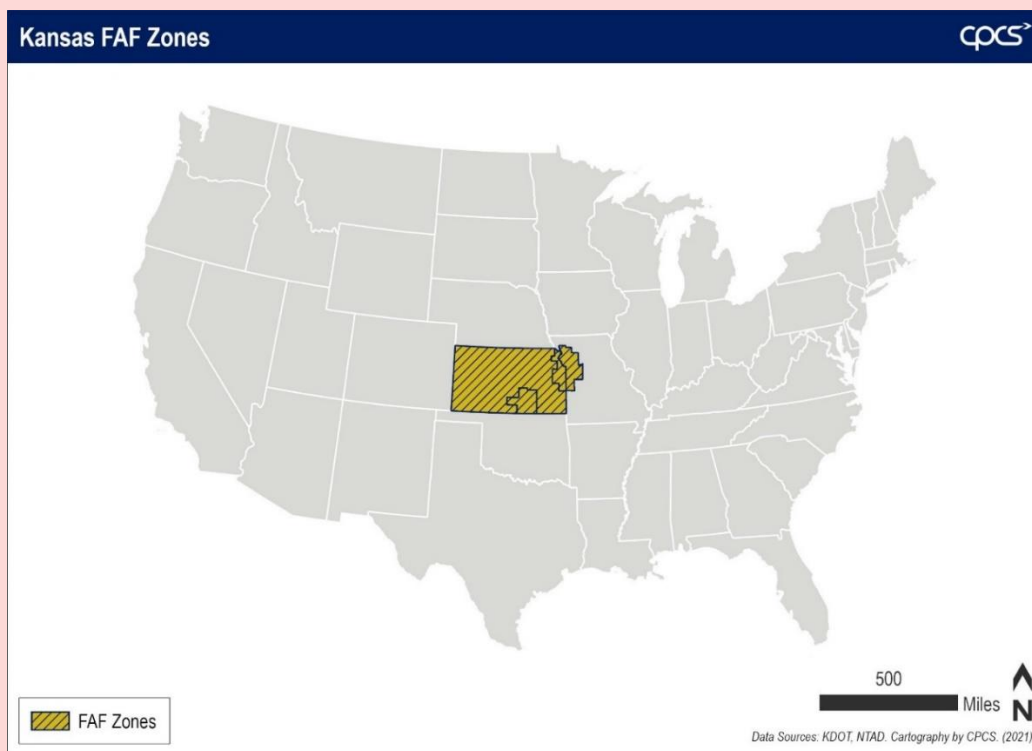 Kansas FAF Zones
cpcs
FAF Zones
500
Miles
N
Data Sources: KDOT, NTAD. Cartography by CPCS. (2021)